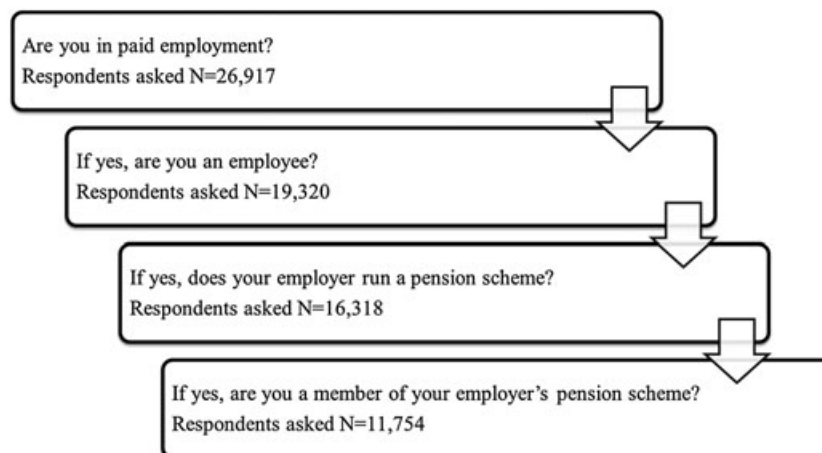 Are you in paid employment?
Respondents asked N=26,917
If yes, are you an employee?
Respondents asked N=19,320
If yes, does your employer run a pension scheme?
Respondents asked N=16,318
If yes, are you a member of your employer’s pension scheme?
Respondents asked N=11,754